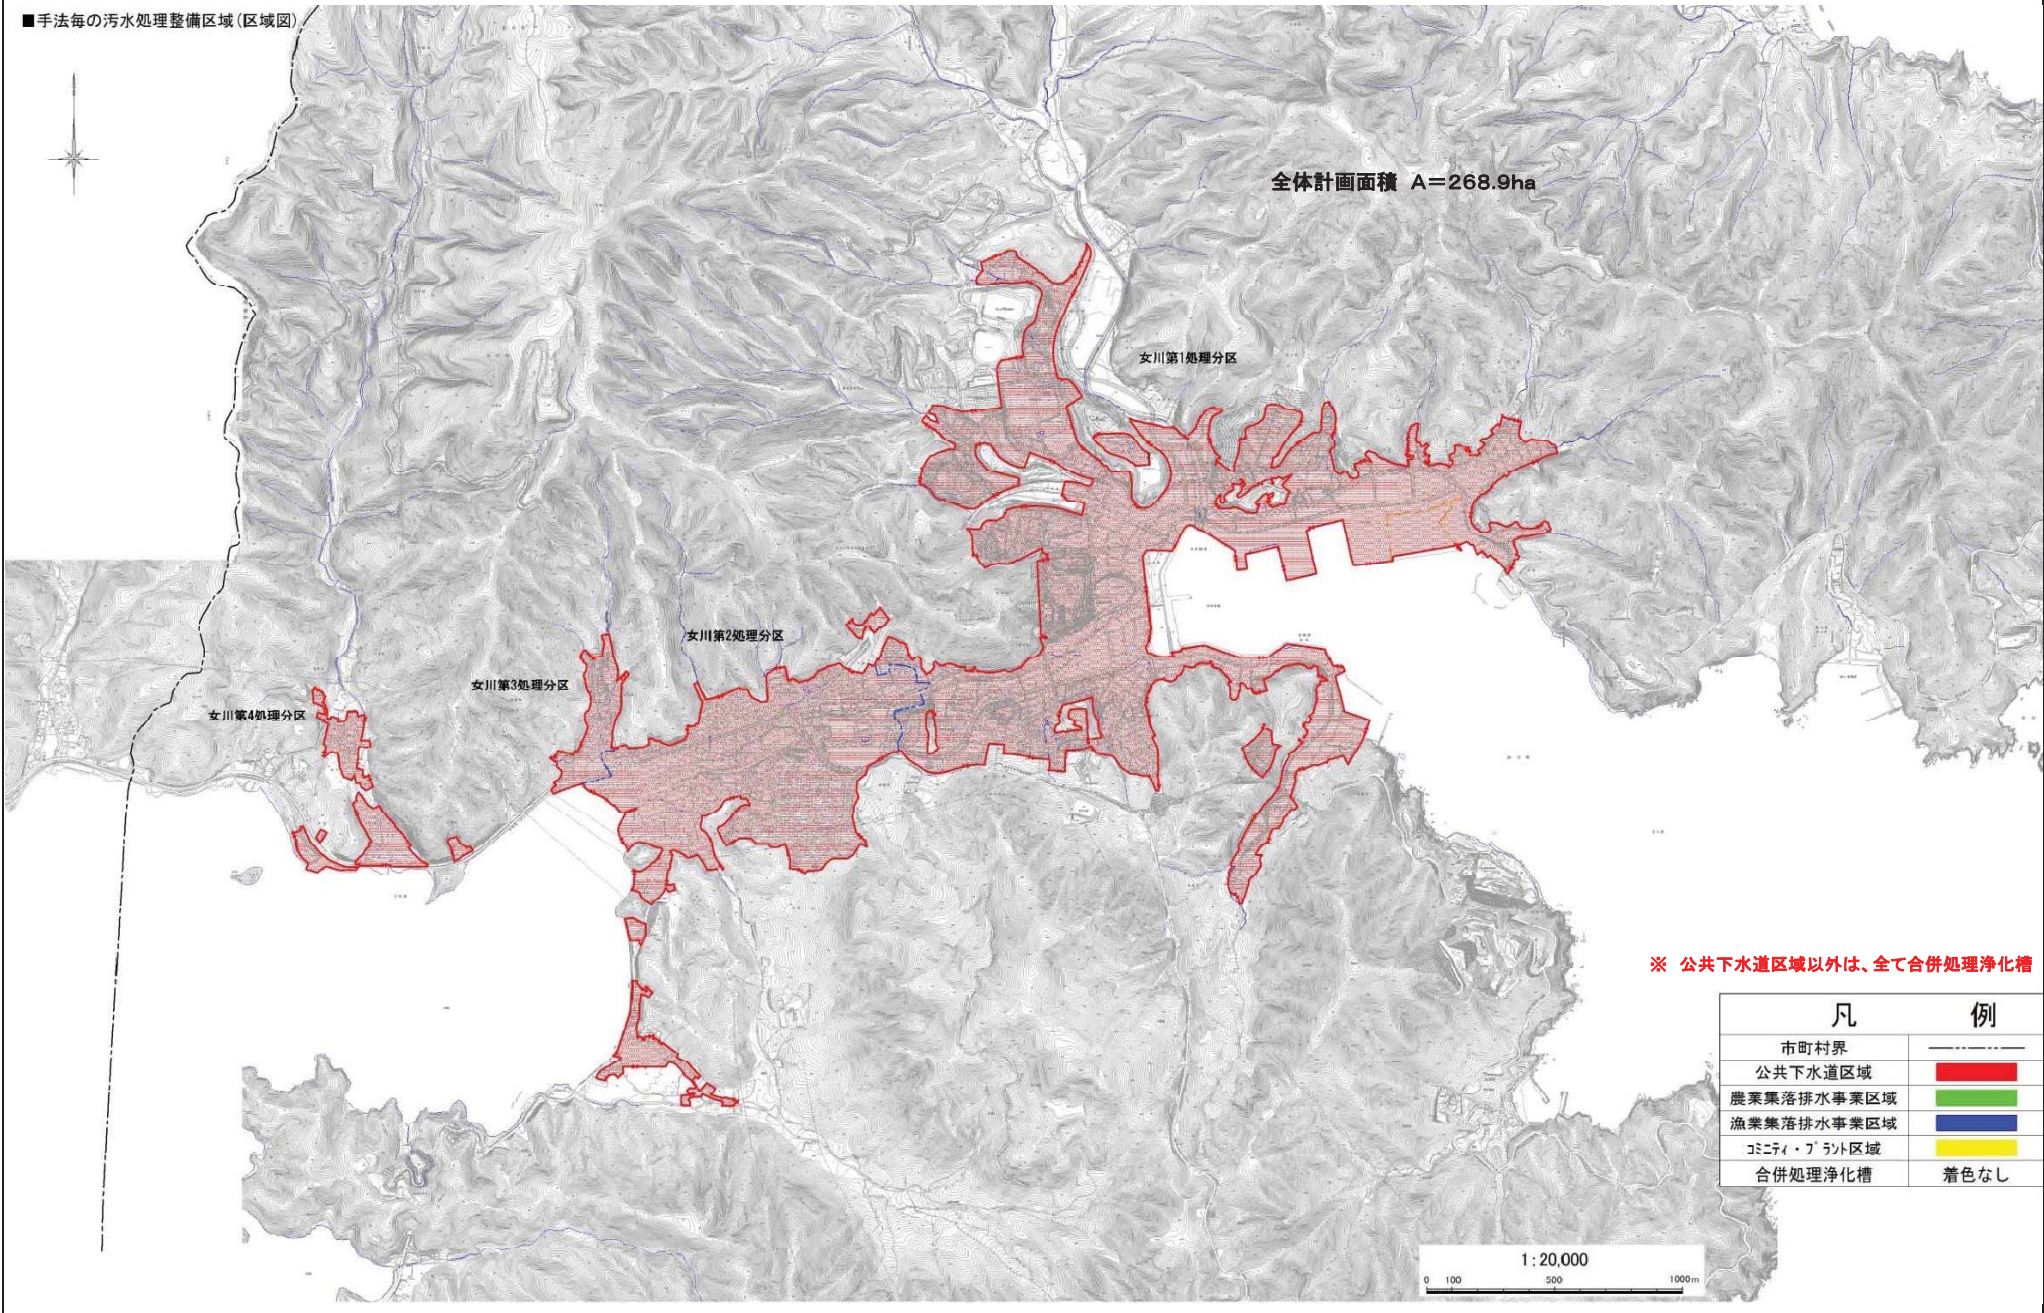 ■手法毎の汚水処理整備区域(区域図)
全体計画面積 A=268.9ha
女川第1処理分区
女川第2処理分区
女川第3処理分区
女川第4処理分区
※ 公共下水道区域以外は、全て合併処理浄化槽
凡 例
市町村界
公共下水道区域
農業集落排水事業区域
漁業集落排水事業区域
コミニティ・プラント区域
合併処理浄化槽 着色なし
1:20,000
0 100 500 1000m